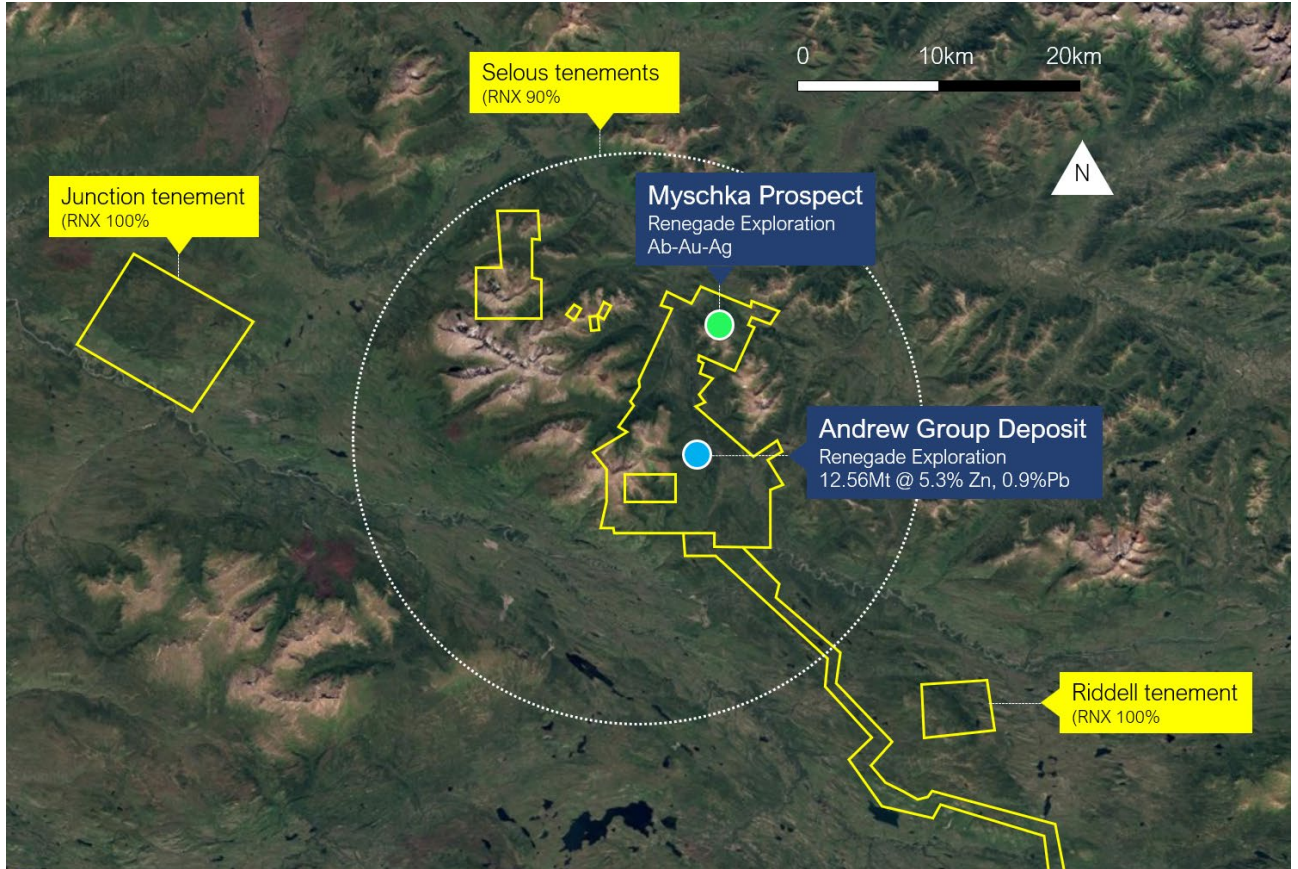 0 10km 20km
Selous tenements
(RNX 90%
N
Junction tenement
(RNX 100%
Myschka Prospect
Renegade Exploration
Ab-Au-Ag
Andrew Group Deposit
Renegade Exploration
12.56Mt @ 5.3% Zn, 0.9%Pb
Riddell tenement
(RNX 100%